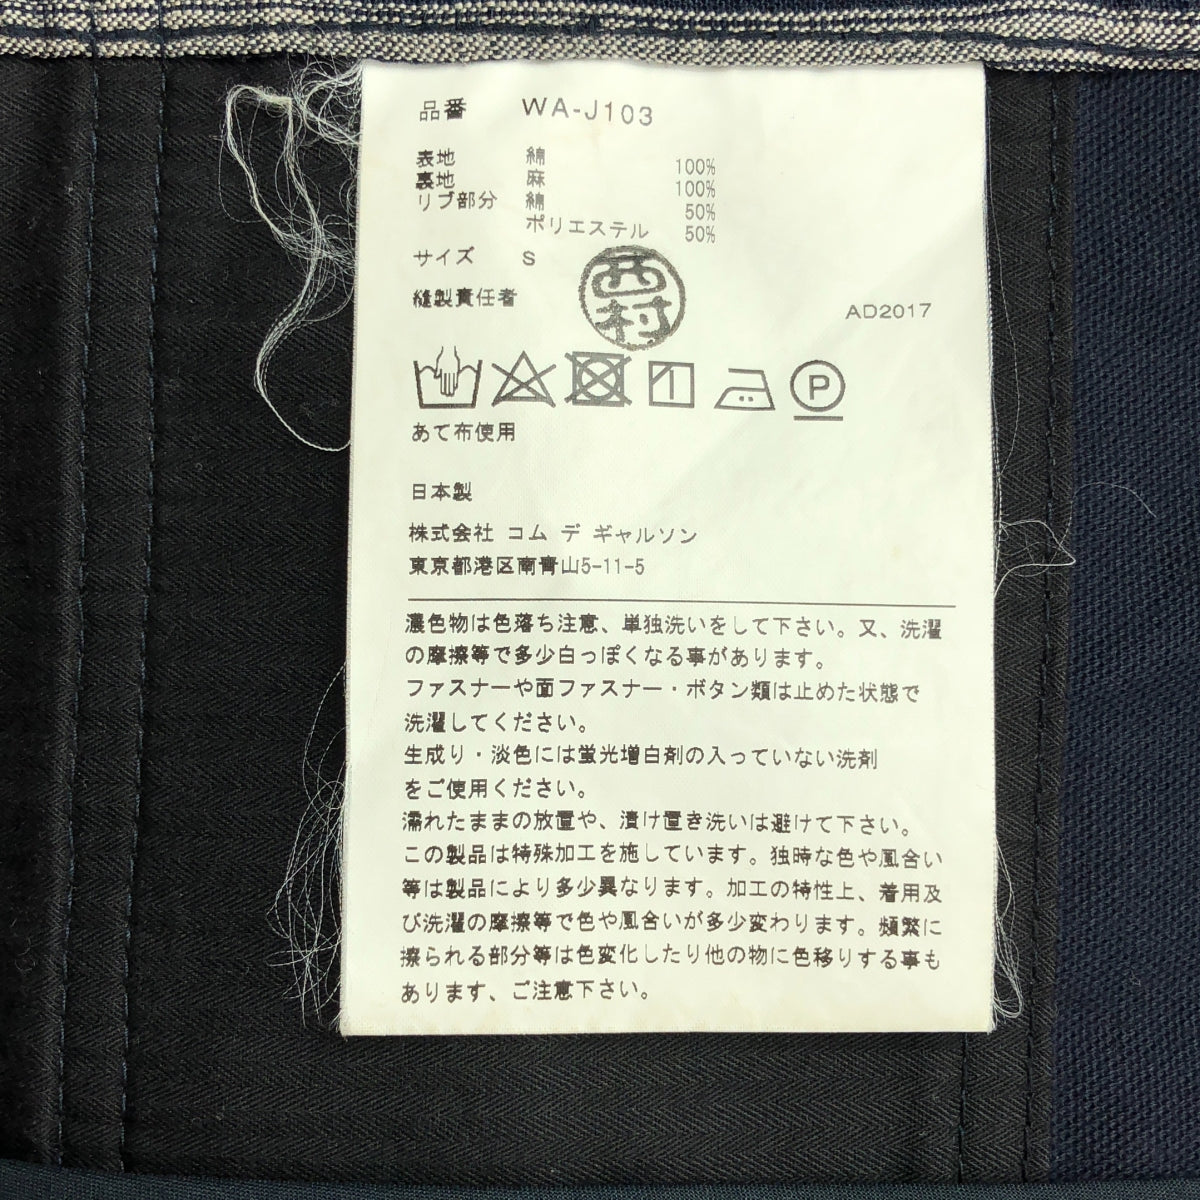 品番 WA-J103
表地 綿 100%
裏地 麻 100%
リブ部分 綿 50%
ポリエステル 50%
サイズ S
西村
縫製責任者
AD2017
1
P
あて布使用
日本製
株式会社 コム デ ギャルソン
東京都港区南青山5-11-5
濃色物は色落ち注意、単独洗いをして下さい。又、洗濯
の摩擦等で多少白っぽくなる事があります。
ファスナーや面ファスナー・ボタン類は止めた状態で
洗濯してください。
生成り・淡色には蛍光増白剤の入っていない洗剤
をご使用ください。
濡れたままの放置や、漬け置き洗いは避けて下さい。
この製品は特殊加工を施しています。独時な色や風合い
等は製品により多少異なります。加工の特性上、着用及
び洗濯の摩擦等で色や風合いが多少変わります。頻繁に
擦られる部分等は色変化したり他の物に色移りする事も
あります、ご注意下さい。